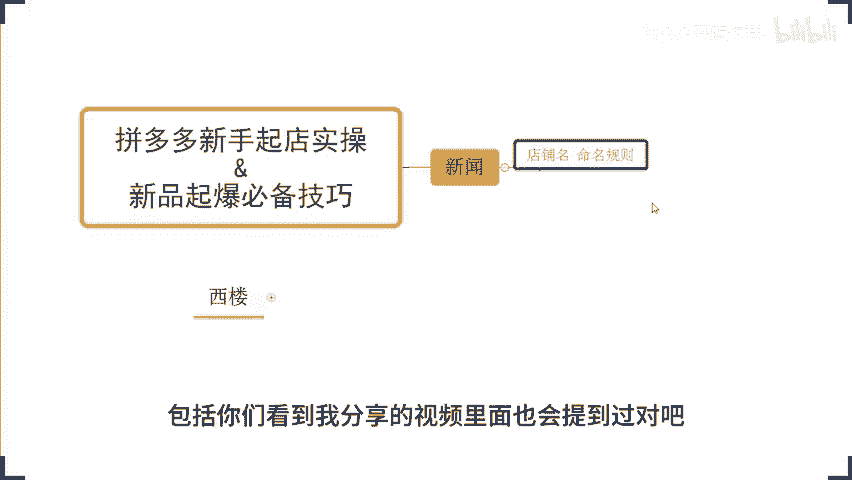 bilibili
拼多多新手起店实操
&
新品起爆必备技巧
新闻
店铺名 命名规则
西楼
包括你们看到我分享的视频里面也会提到过对吧